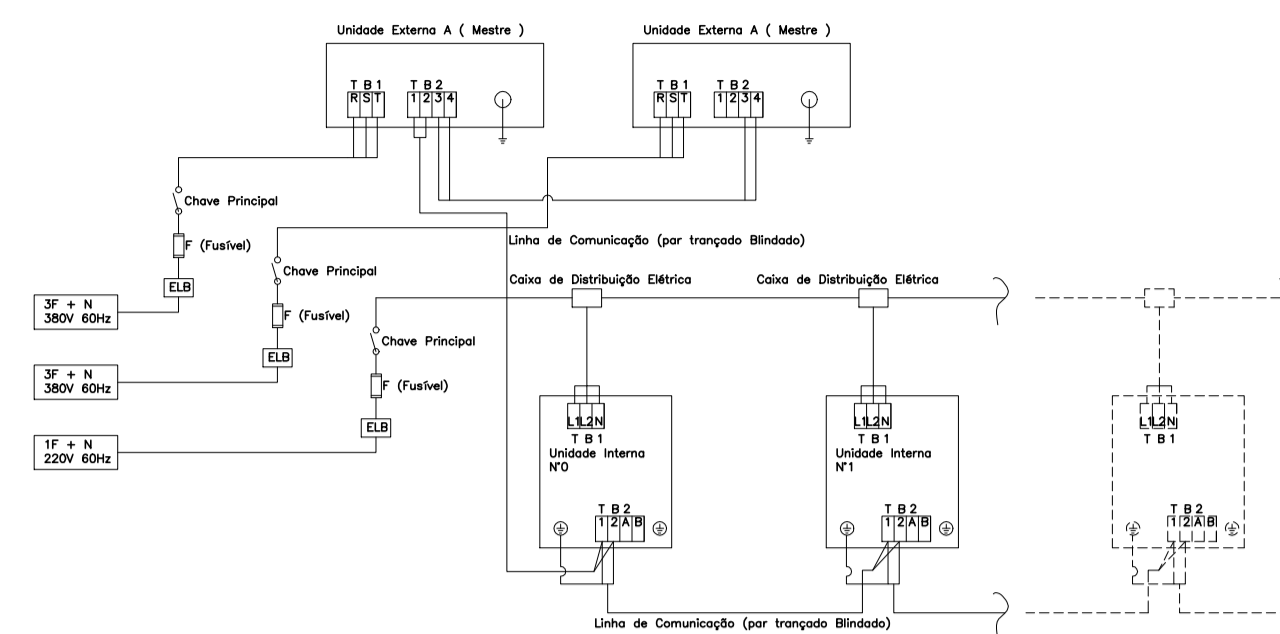 Unidade Externa A ( Mestre )
Unidade Externa A ( Mestre )
T B 1
T B 2
T B 1
T B 2
R S T
1 2 3 4
R S T
1 2 3 4
Chave Principal
F (Fusível)
ELB
3F + N
380V 60Hz
Chave Principal
F (Fusível)
ELB
3F + N
380V 60Hz
Chave Principal
F (Fusível)
ELB
1F + N
220V 60Hz
Linha de Comunicação (par trançado Blindado)
Caixa de Distribuição Elétrica
Caixa de Distribuição Elétrica
L1 L2 N
T B 1
Unidade Interna
N°0
T B 2
1 2 A B
L1 L2 N
T B 1
Unidade Interna
N°1
T B 2
1 2 A B
L1 L2 N
T B 1
T B 2
1 2 A B
Linha de Comunicação (par trançado Blindado)